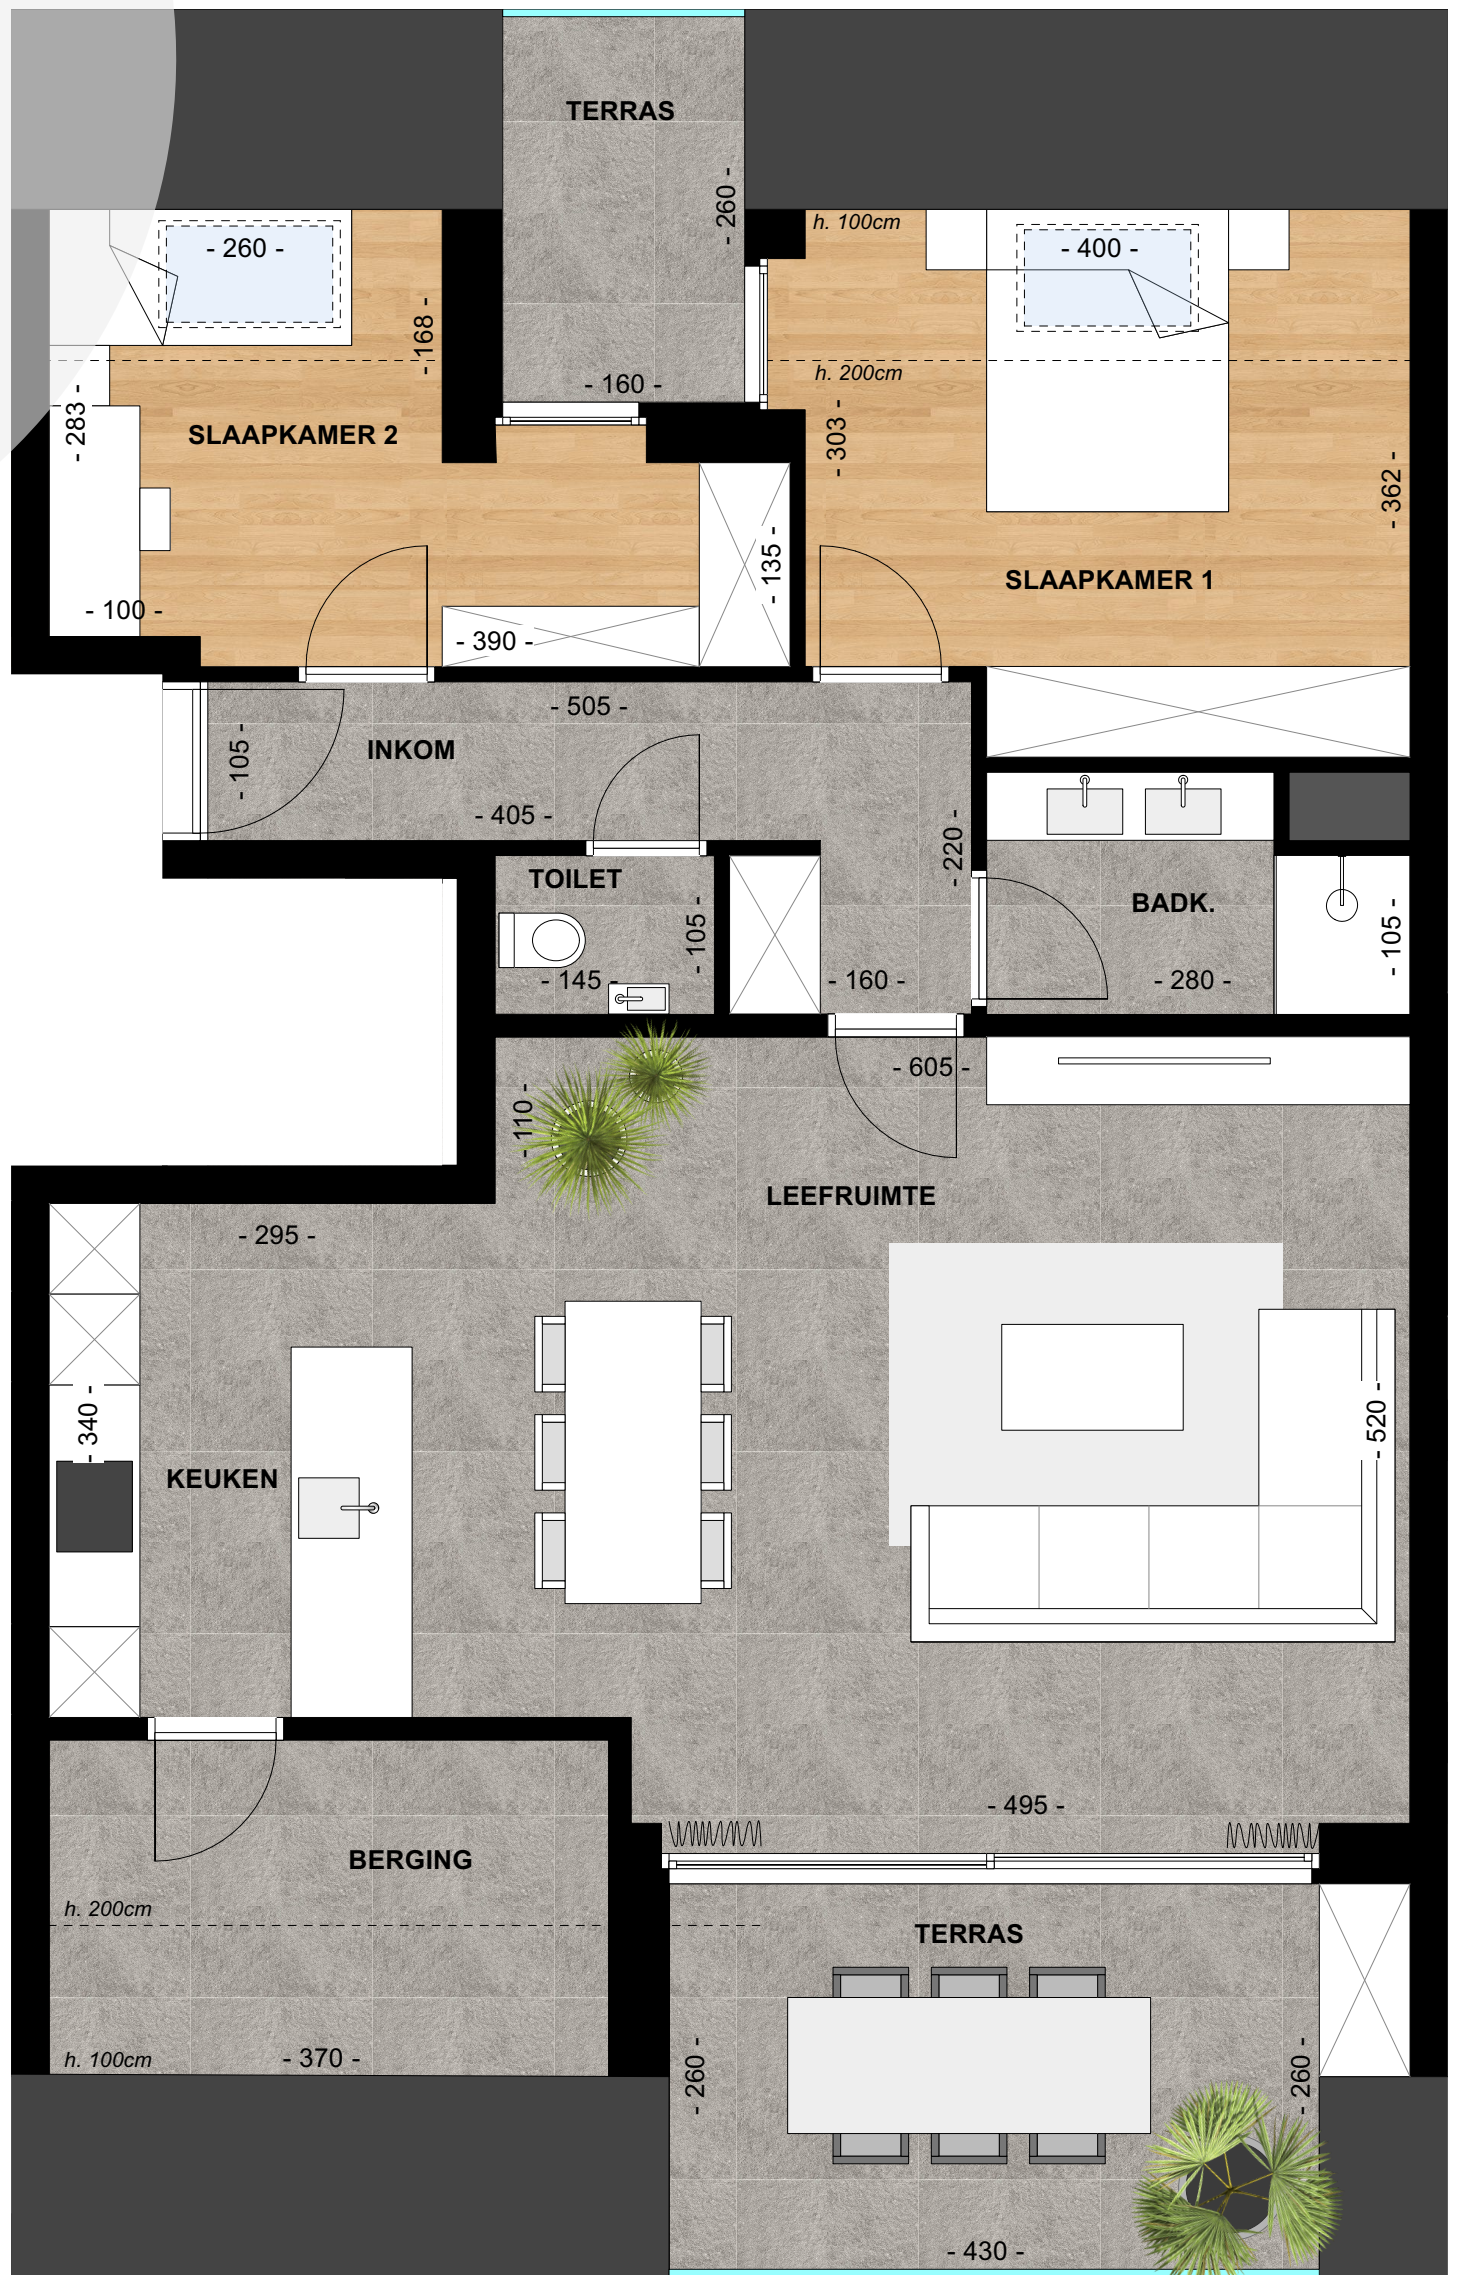 TERRAS
- 260 -
h. 100cm
- 260 -
- 400 -
- 168 -
h. 200cm
- 160 -
- 283 -
SLAAPKAMER 2
- 303 -
- 362 -
- 135 -
SLAAPKAMER 1
- 100 -
- 390 -
- 505 -
INKOM
- 105 -
- 405 -
- 220 -
TOILET
BADK.
- 105 -
- 105 -
- 145 -
- 160 -
- 280 -
- 605 -
- 110 -
LEEFRUIMTE
- 295 -
- 340 -
- 520 -
KEUKEN
- 495 -
BERGING
h. 200cm
TERRAS
h. 100cm
- 370 -
- 260 -
- 260 -
- 430 -